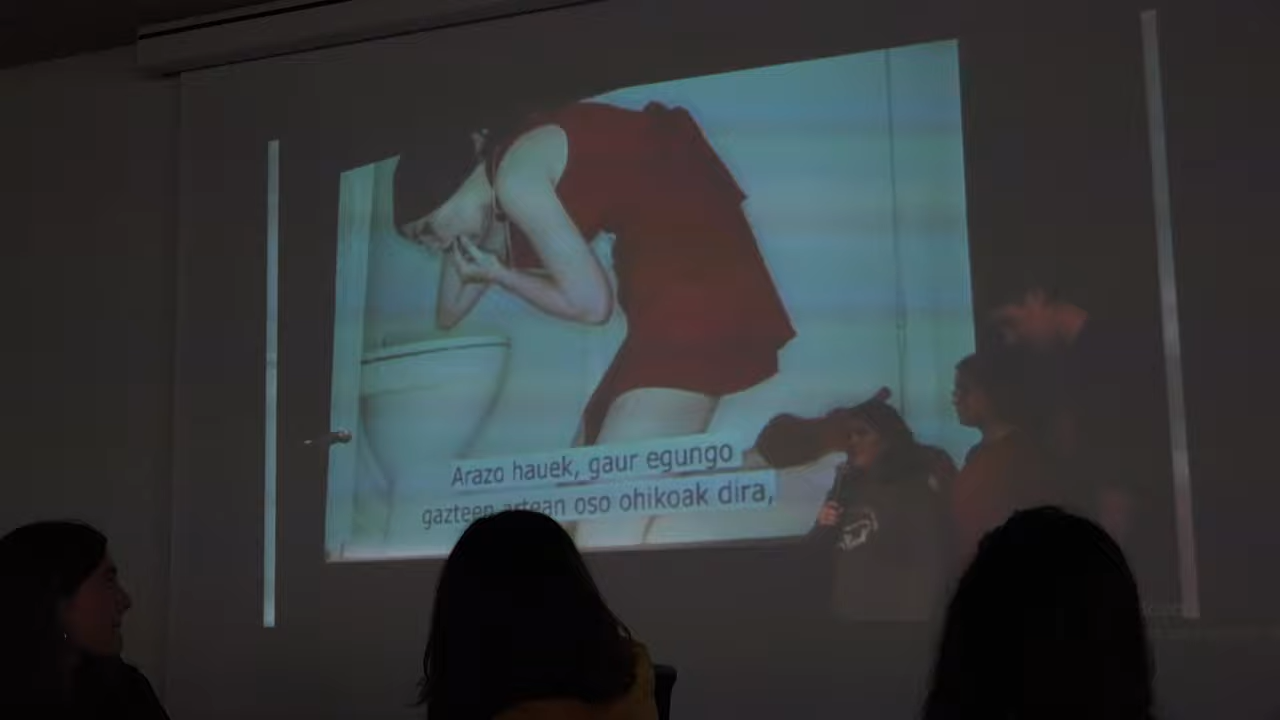 Arazo hauek, gaur egungo
gazteen artean oso ohikoak dira,